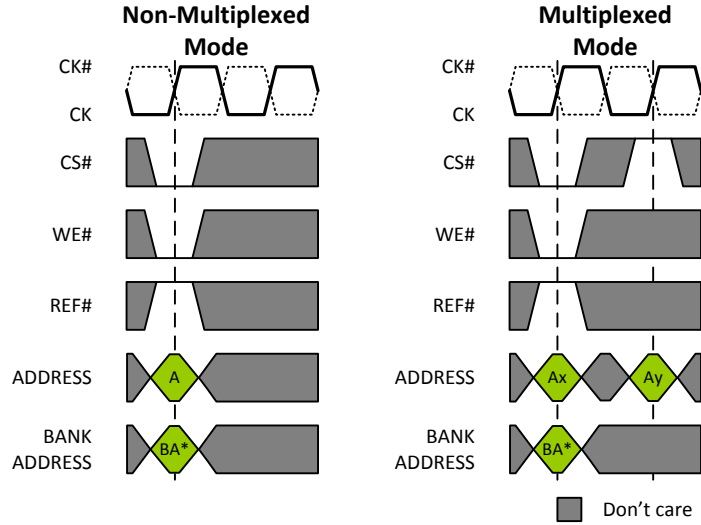 Non-Multiplexed
Mode
CK#
CK
CS#
WE#
REF#
ADDRESS
A
BANK
ADDRESS
BA*
Multiplexed
Mode
CK#
CK
CS#
WE#
REF#
ADDRESS
Ax
Ay
BANK
ADDRESS
BA*
Don't care